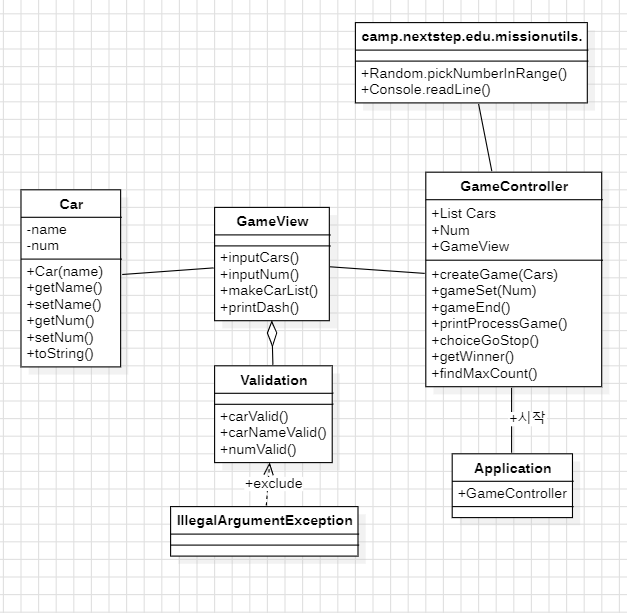 camp.nextstep.edu.missionutils.
+Random.pickNumberInRange()
+Console.readLine()
GameController
+List Cars
+Num
+GameView
+createGame(Cars)
+gameSet(Num)
+gameEnd()
+printProcessGame()
+choiceGoStop()
+getWinner()
+findMaxCount()
Car
-name
-num
+Car(name)
+getName()
+setName()
+getNum()
+setNum()
+toString()
GameView
+inputCars()
+inputNum()
+makeCarList()
+printDash()
Validation
+carValid()
+carNameValid()
+numValid()
+exclude
IllegalArgumentException
+시작
Application
+GameController